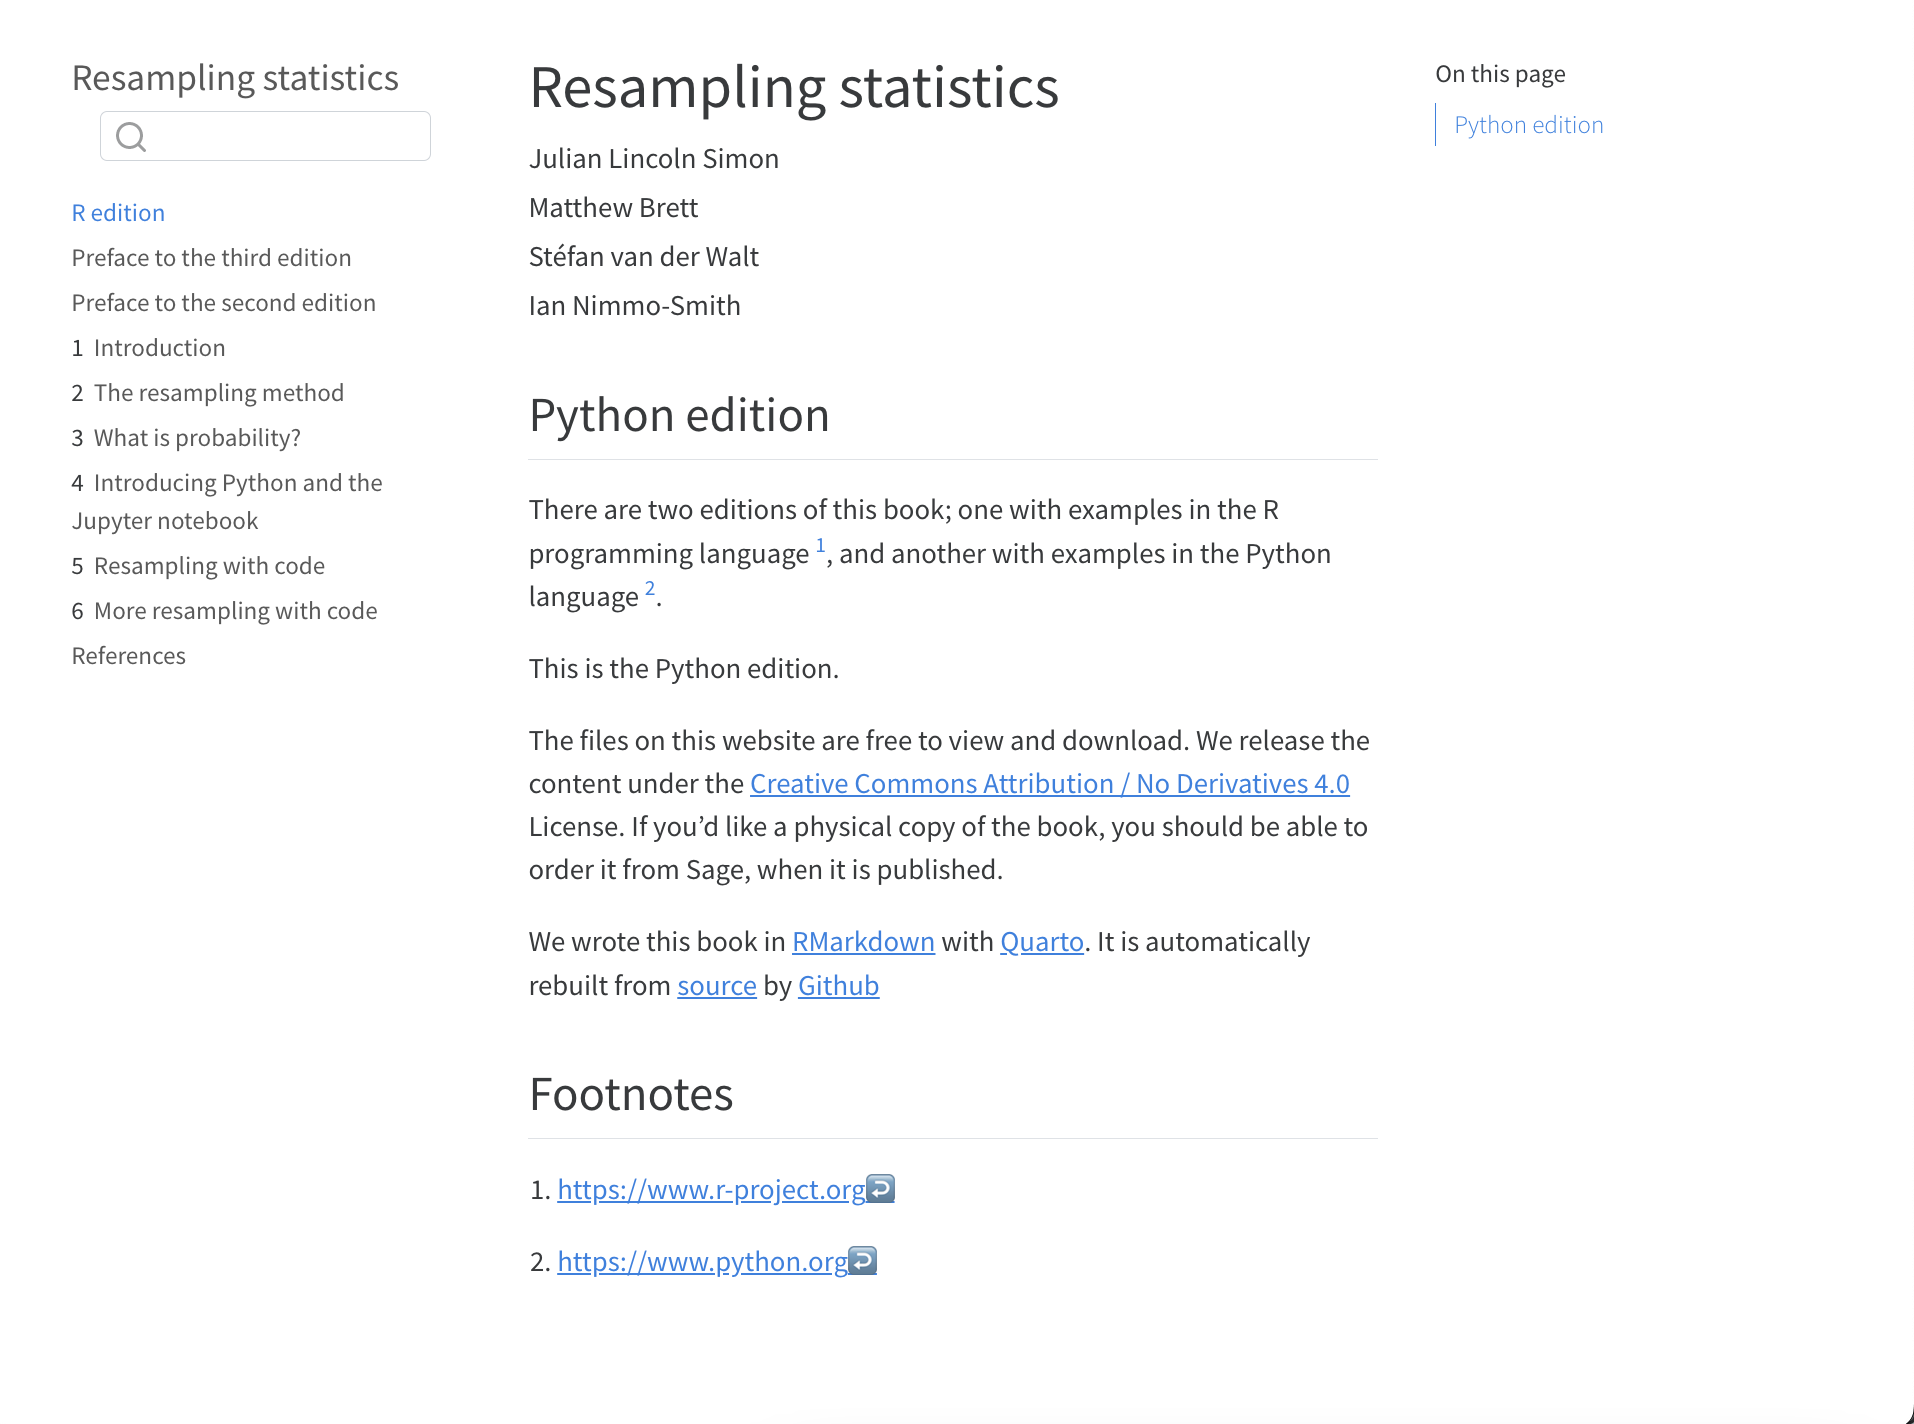 Resampling statistics
R edition
Preface to the third edition
Preface to the second edition
1 Introduction
2 The resampling method
3 What is probability?
4 Introducing Python and the
Jupyter notebook
5 Resampling with code
6 More resampling with code
References
Resampling statistics
Julian Lincoln Simon
Matthew Brett
Stéfan van der Walt
Ian Nimmo-Smith
Python edition
There are two editions of this book; one with examples in the R
programming language 1, and another with examples in the Python
language 2.
This is the Python edition.
The files on this website are free to view and download. We release the
content under the Creative Commons Attribution / No Derivatives 4.0
License. If you’d like a physical copy of the book, you should be able to
order it from Sage, when it is published.
We wrote this book in RMarkdown with Quarto. It is automatically
rebuilt from source by Github
Footnotes
1. https://www.r-project.org↩️
2. https://www.python.org↩️
On this page
Python edition